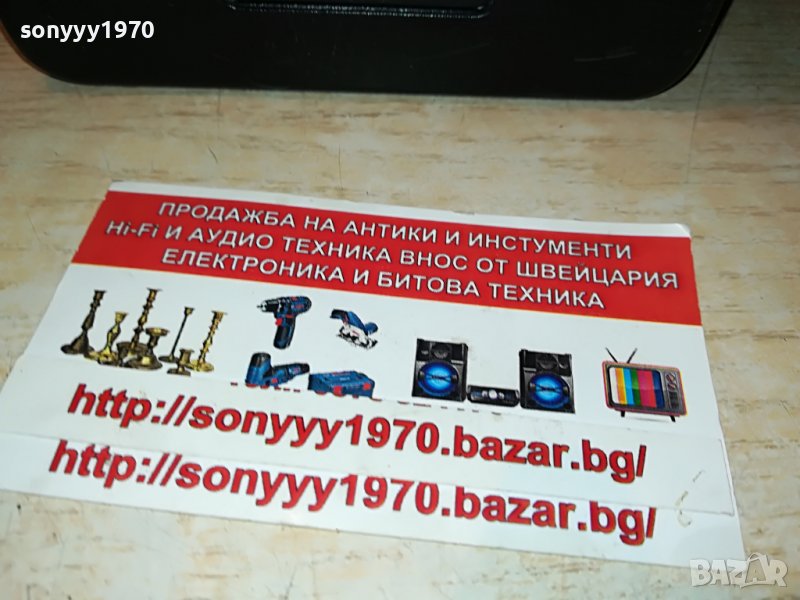 sonyyy1970
ПРОДАЖБА НА АНТИКИ И ИНСТУМЕНТИ
Hi-Fi И АУДИО ТЕХНИКА ВНОС ОТ ШВЕЙЦАРИЯ
ЕЛЕКТРОНИКА И БИТОВА ТЕХНИКА
http://sonyyy1970.bazar.bg/
http://sonyyy1970.bazar.bg/
BAZAR